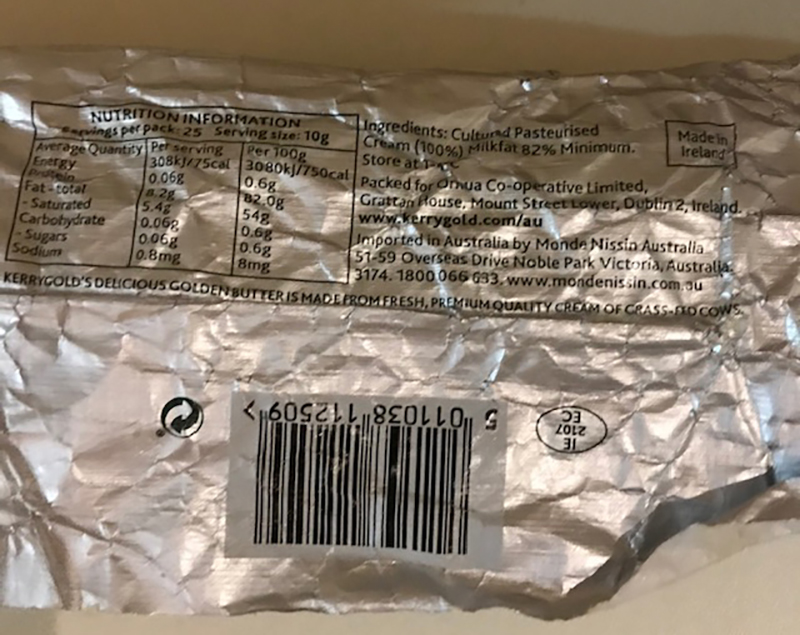 NUTRITION INFORMATION
Servings per pack: 25 Serving size: 10g
Average Quantity Per serving Per 100g
Energy 308kJ/75cal 3080kJ/750cal
Protein 0.06g 0.6g
Fat - total 8.2g 82.0g
- Saturated 5.4g 54g
Carbohydrate 0.06g 0.6g
- Sugars 0.06g 0.6g
Sodium 0.8mg 8mg
Ingredients: Cultured Pasteurised
Cream (100%) Milkfat 82% Minimum.
Store at
Made in
Ireland
Packed for Ornua Co-operative Limited,
Grattan House, Mount Street Lower, Dublin 2, Ireland.
www.kerrygold.com/au
Imported in Australia by Monde Nissin Australia
51-59 Overseas Drive Noble Park Victoria, Australia.
3174. 1800 066 633. www.mondenissin.com.au
KERRYGOLD'S DELICIOUS GOLDEN BUTTER IS MADE FROM FRESH, PREMIUM QUALITY CREAM OF GRASS-FED COWS.
5 011038 112509 >
IE
2107
EC